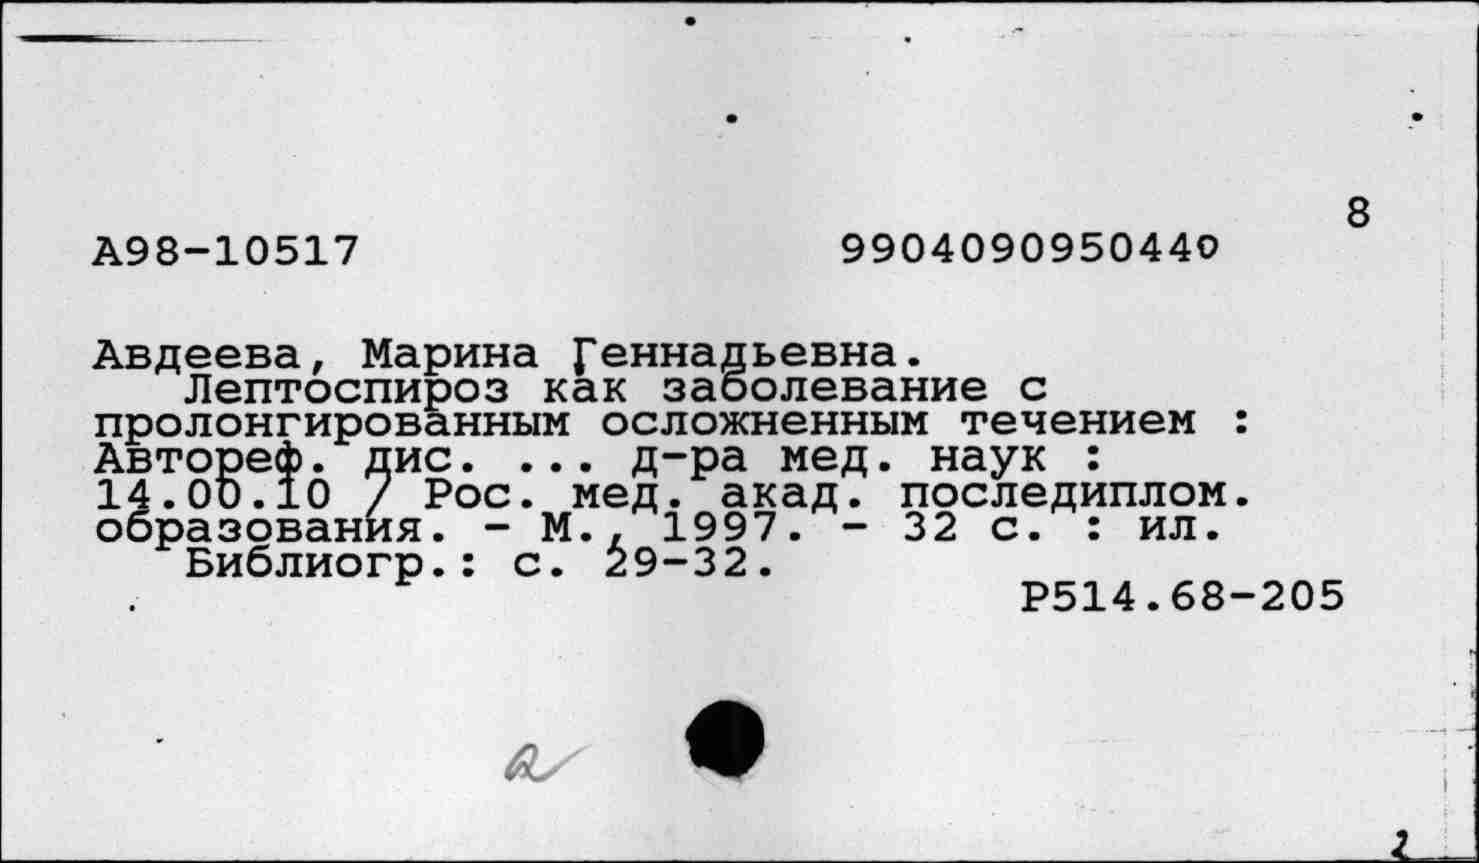 8
А98-10517 9904090950440
Авдеева, Марина Геннадьевна.
Лептоспироз как заболевание с
пролонгированным осложненным течением :
Автореф. дис. ... д-ра мед. наук :
14.00.10 / Рос. мед. акад. последиплом.
образования. - М., 1997. - 32 с. : ил.
Библиогр.: с. 29-32.
Р514.68-205